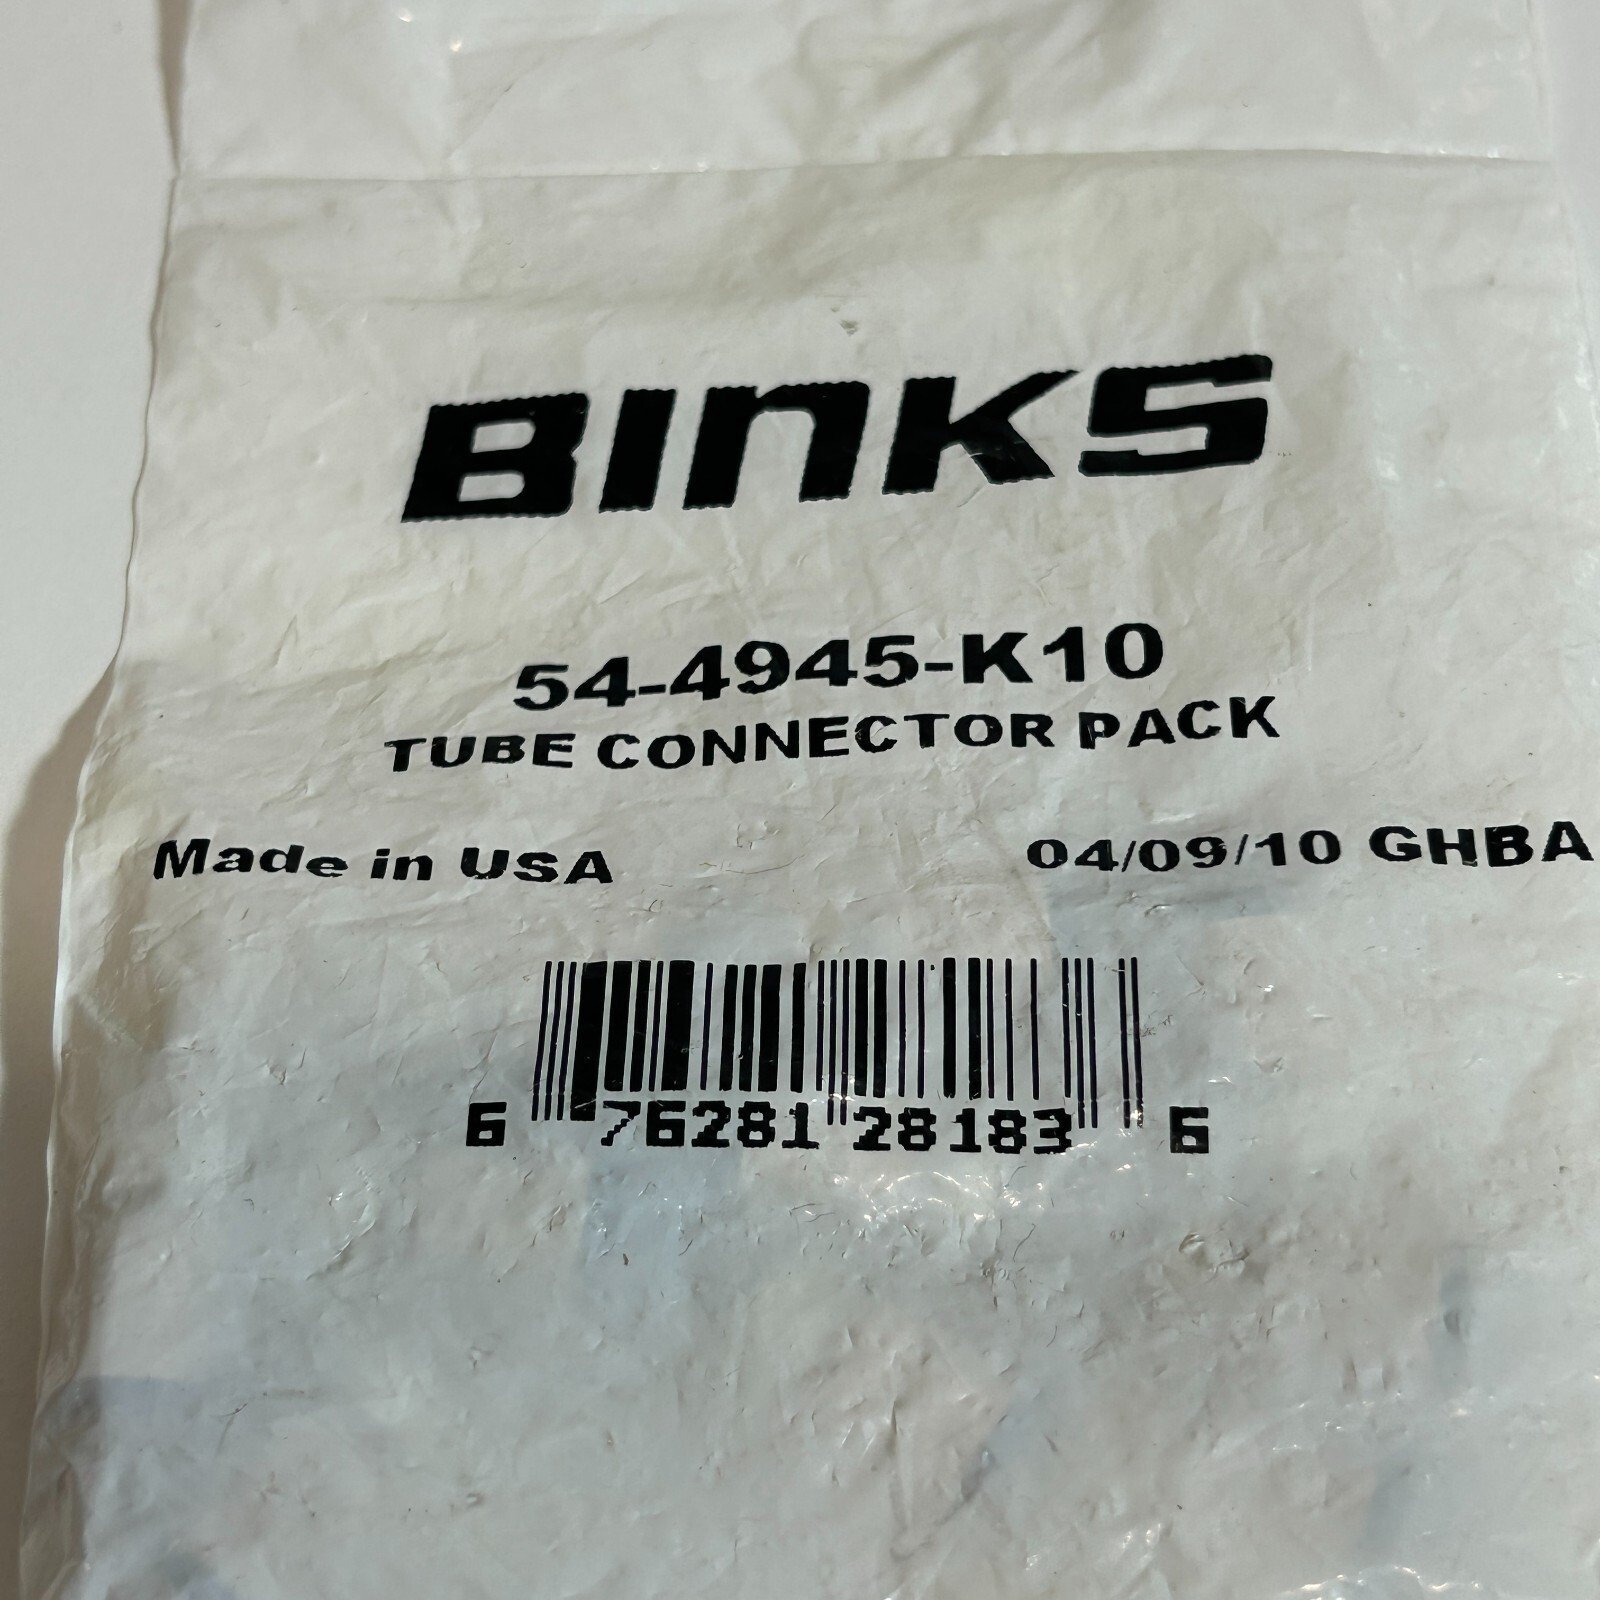 BINKS
54-4945-K10
TUBE CONNECTOR PACK
Made in USA 04/09/10 GHBA
6 76281 28183 6